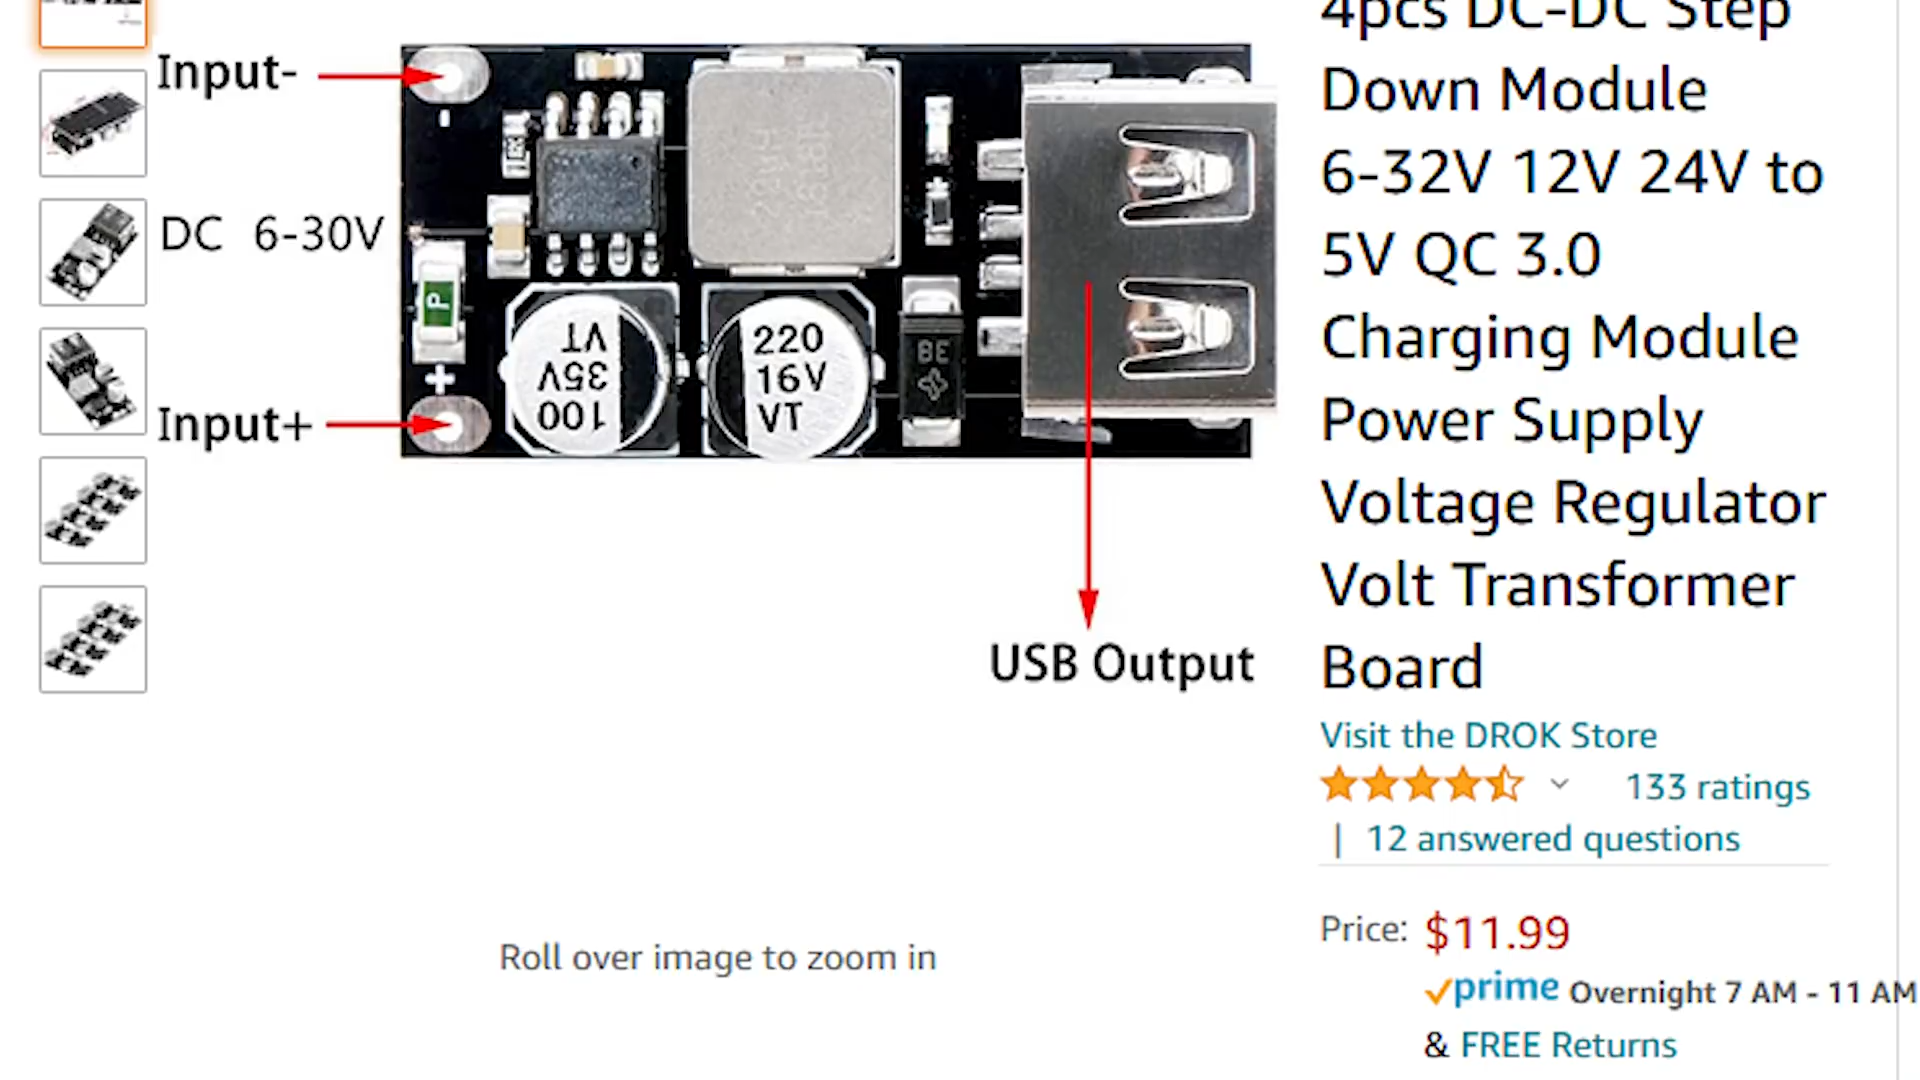 4pcs DC-DC Step
Down Module
6-32V 12V 24V to
5V QC 3.0
Charging Module
Power Supply
Voltage Regulator
Volt Transformer
Board
Visit the DROK Store
133 ratings
| 12 answered questions
Price: $11.99
prime Overnight 7 AM - 11 AM
& FREE Returns
Input-
-
DC 6-30V
P
+
Input+
100
35V
VT
220
16V
VT
BE
USB Output
Roll over image to zoom in